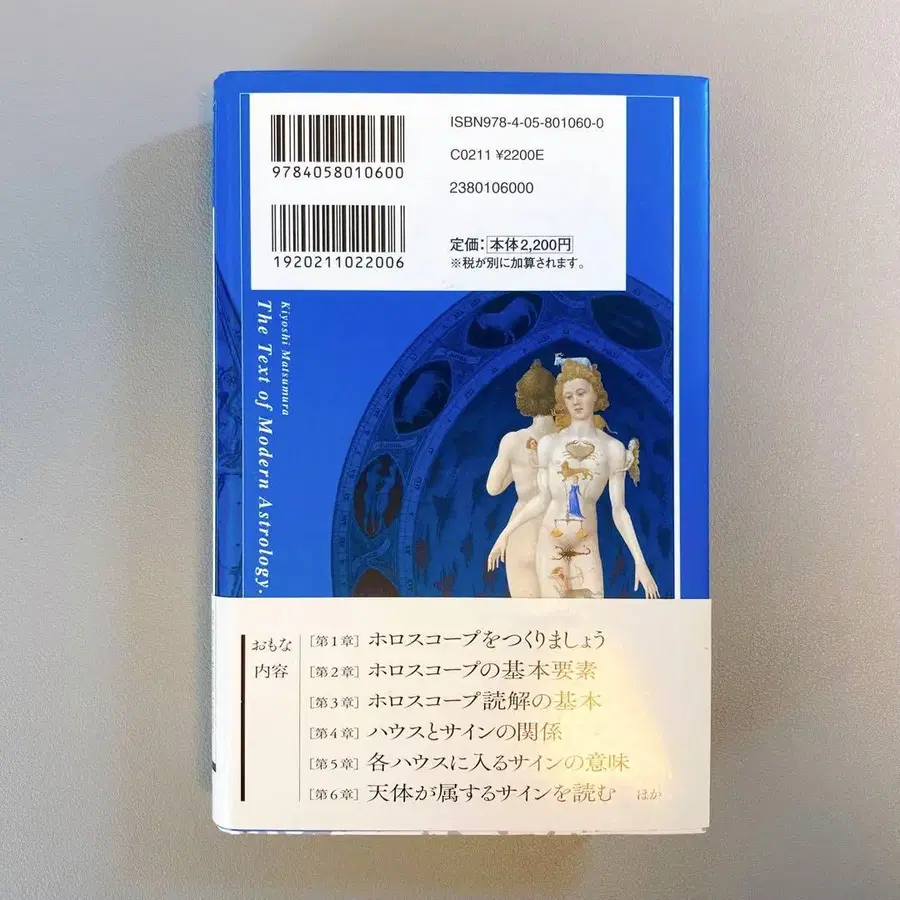 ISBN978-4-05-801060-0
C0211 ¥2200E
2380106000
9784058010600
1920211022006
定価：本体2,200円
※税が別に加算されます。
Kiyoshi Matsumura
The Text of Modern Astrology.
おもな
内容
[第1章] ホロスコープをつくりましょう
[第2章] ホロスコープの基本要素
[第3章] ホロスコープ読解の基本
[第4章] ハウスとサインの関係
[第5章] 各ハウスに入るサインの意味
[第6章] 天体が属するサインを読む ほか